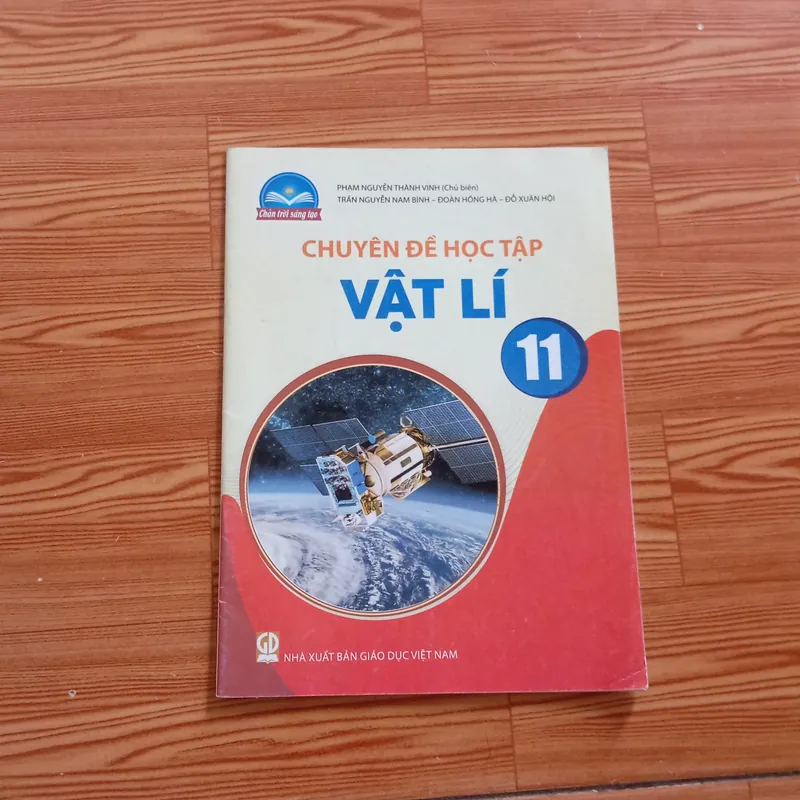 PHẠM NGUYỄN THÀNH VINH (Chủ biên)
TRẦN NGUYỄN NAM BÌNH – ĐOÀN HỒNG HÀ – ĐỖ XUÂN HỘI
Chân trời sáng tạo
CHUYÊN ĐỀ HỌC TẬP
VẬT LÍ
11
GD
NHÀ XUẤT BẢN GIÁO DỤC VIỆT NAM